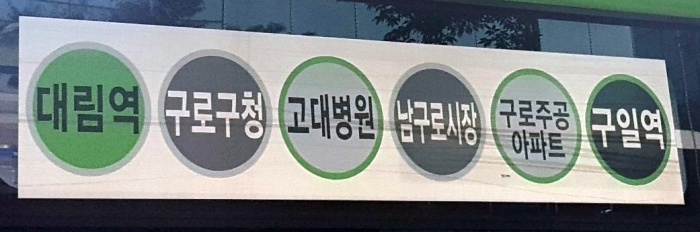 대림역
구로구청
고대병원
남구로시장
구로주공
아파트
구일역